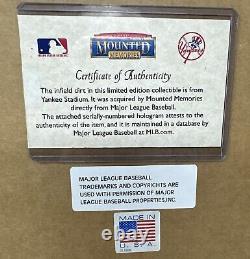 MOUNTED
MEMORIES
Certificate of Authenticity
The infield dirt in this limited edition collectible is from
Yankee Stadium. It was acquired by Mounted Memories
directly from Major League Baseball.
The attached serially-numbered hologram attests to the
authenticity of the item, and it is maintained in a database by
Major League Baseball at MLB.com.
MAJOR LEAGUE BASEBALL
TRADEMARKS AND COPYRIGHTS ARE
USED WITH PERMISSION OF MAJOR
LEAGUE BASEBALL PROPERTIES,INC.
MADE IN
U.S.A.